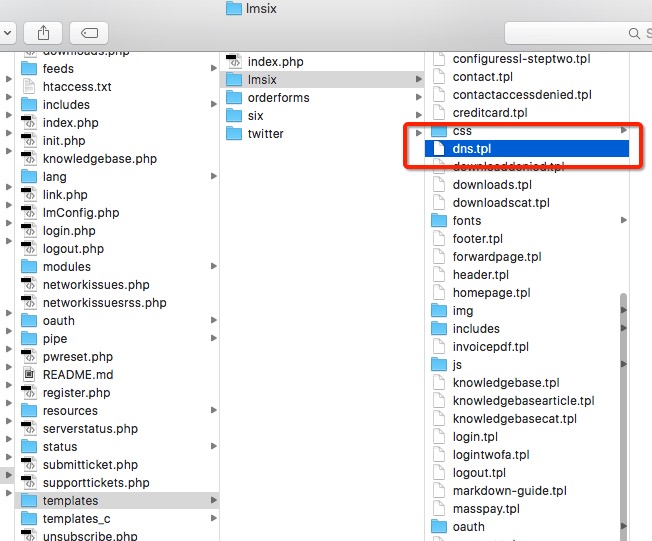 lmsix
downloads.php
feeds
htaccess.txt
includes
index.php
init.php
knowledgebase.php
lang
link.php
lmConfig.php
login.php
logout.php
modules
networkissues.php
networkissuesrss.php
oauth
pipe
pwreset.php
README.md
register.php
resources
serverstatus.php
status
submitticket.php
supporttickets.php
templates
templates_c
unsubscribe.php
index.php
lmsix
orderforms
six
twitter
configuressl-steptwo.tpl
contact.tpl
contactaccessdenied.tpl
creditcard.tpl
css
dns.tpl
downloaddenied.tpl
downloads.tpl
downloadscat.tpl
fonts
footer.tpl
forwardpage.tpl
header.tpl
homepage.tpl
img
includes
invoicepdf.tpl
js
knowledgebase.tpl
knowledgebasearticle.tpl
knowledgebasecat.tpl
login.tpl
logintwofa.tpl
logout.tpl
markdown-guide.tpl
masspay.tpl
oauth